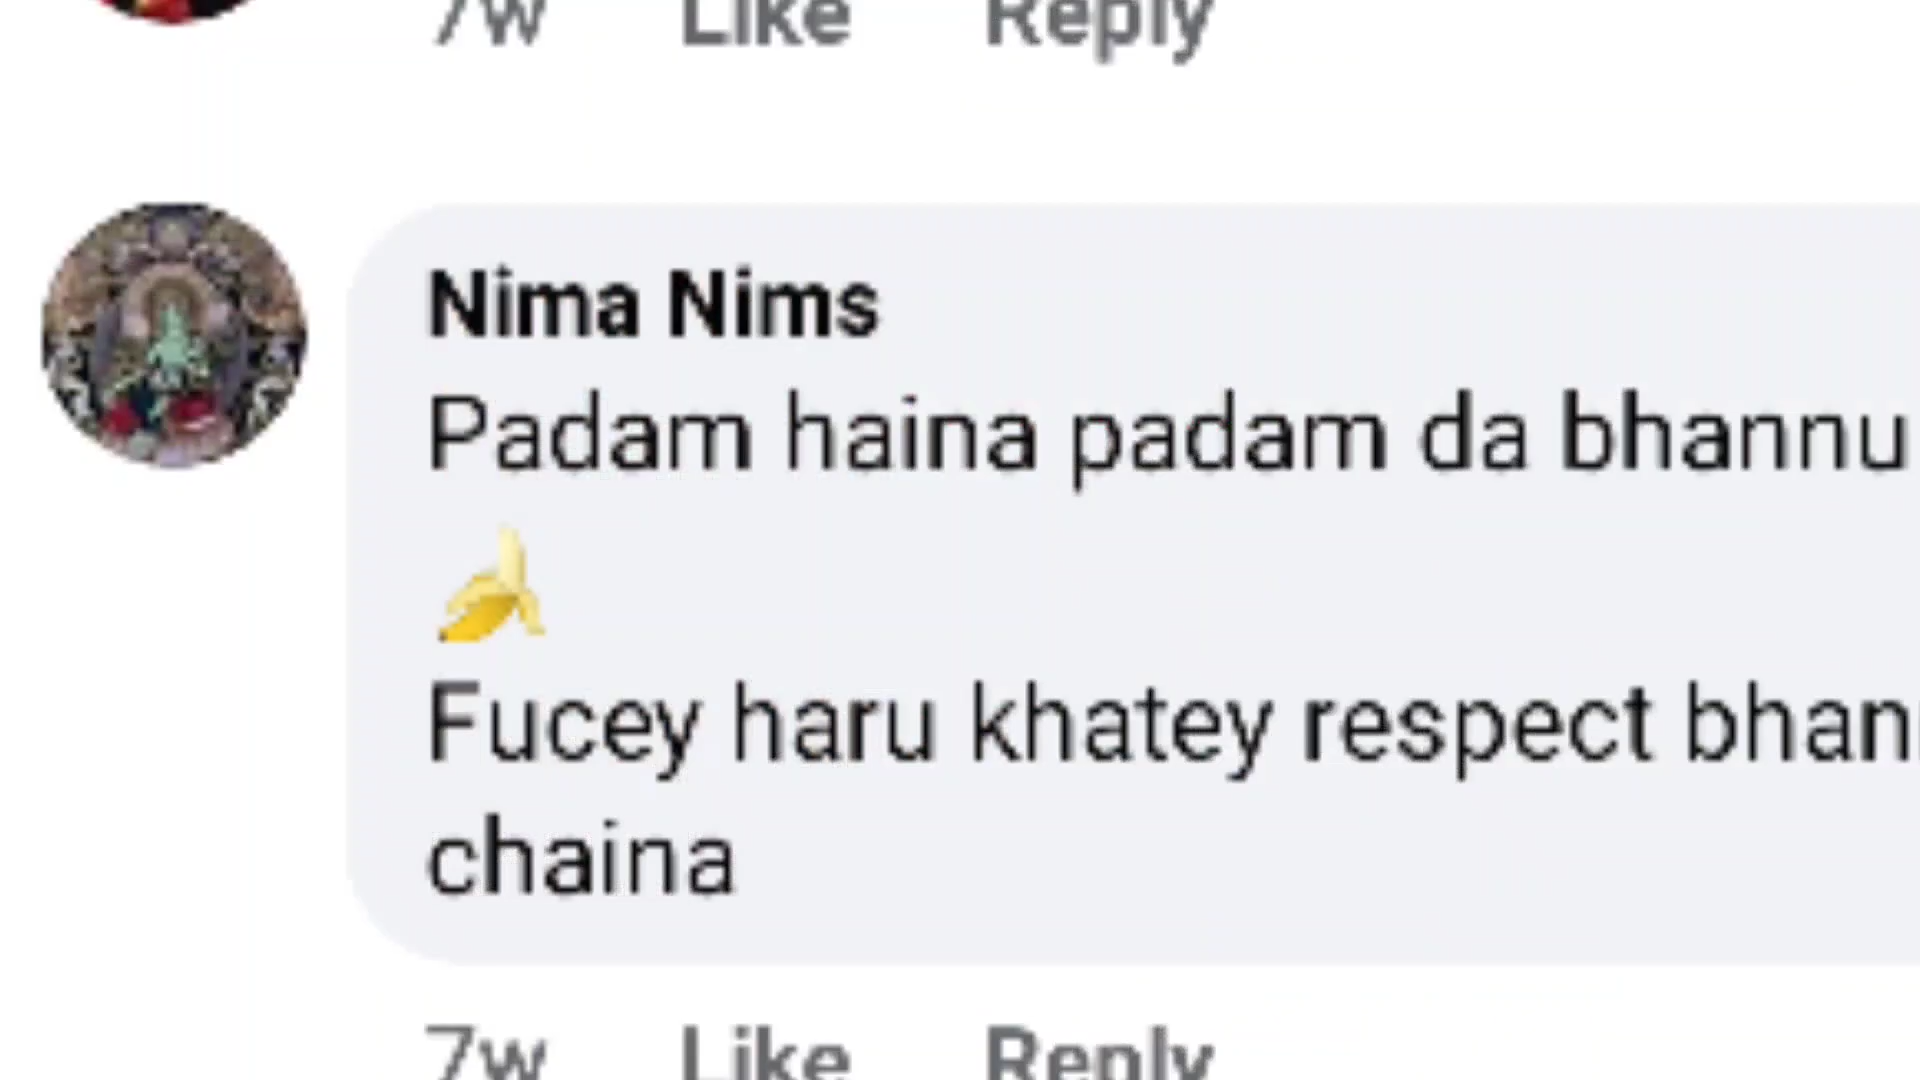 7w Like Reply
Nima Nims
Padam haina padam da bhannu
🍌
Fucey haru khatey respect bhan
chaina
7w Like Reply